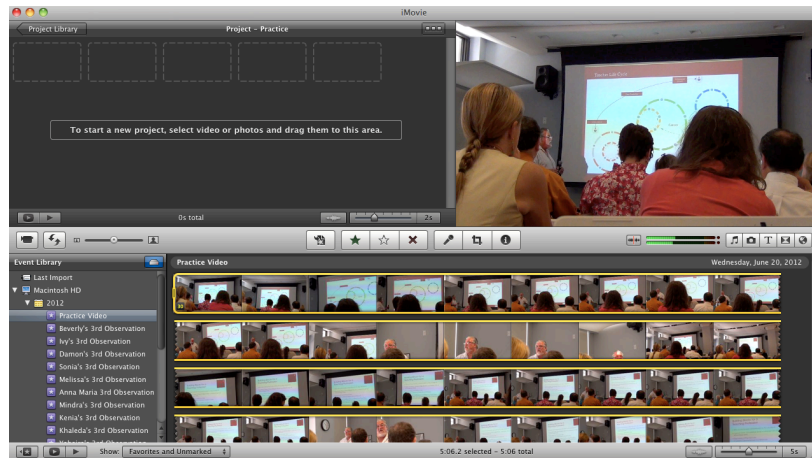 iMovie
Project Library
Project - Practice
To start a new project, select video or photos and drag them to this area.
0s total
2s
Event Library
Practice Video
Wednesday, June 20, 2012
Last Import
Macintosh HD
2012
Practice Video
Beverly's 3rd Observation
Ivy's 3rd Observation
Damon's 3rd Observation
Sonia's 3rd Observation
Melissa's 3rd Observation
Anna Maria 3rd Observation
Mindra's 3rd Observation
Kenia's 3rd Observation
Khaleda's 3rd Observation
Show: Favorites and Unmarked
5:06.2 selected - 5:06 total
5s